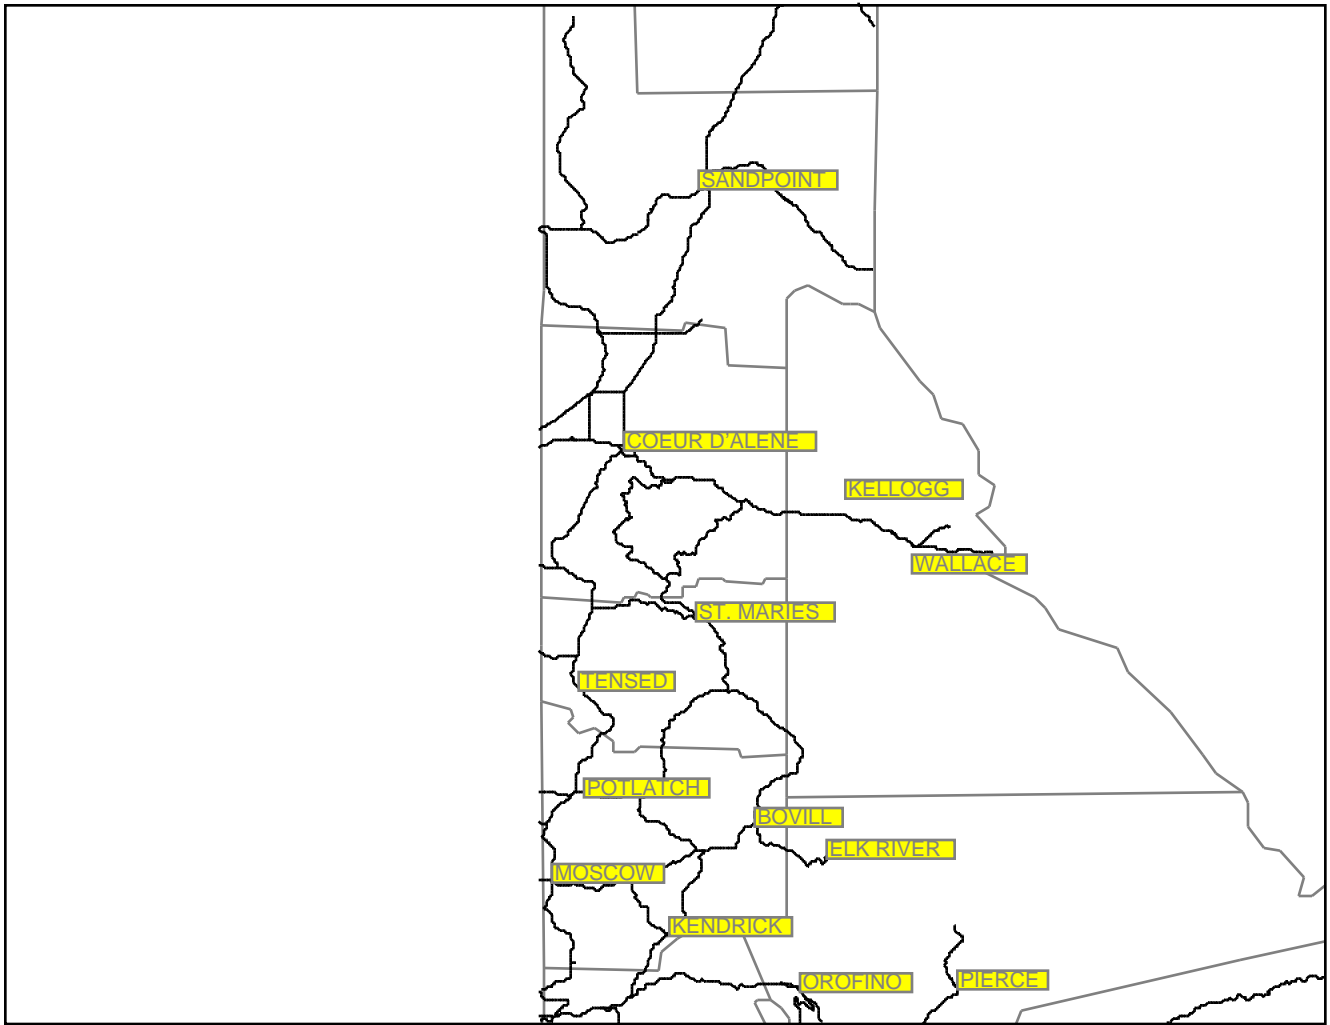 SANDPOINT
COEUR D'ALENE
KELLOGG
WALLACE
ST. MARIES
TENSED
POTLATCH
BOVILL
ELK RIVER
MOSCOW
KENDRICK
OROFINO
PIERCE